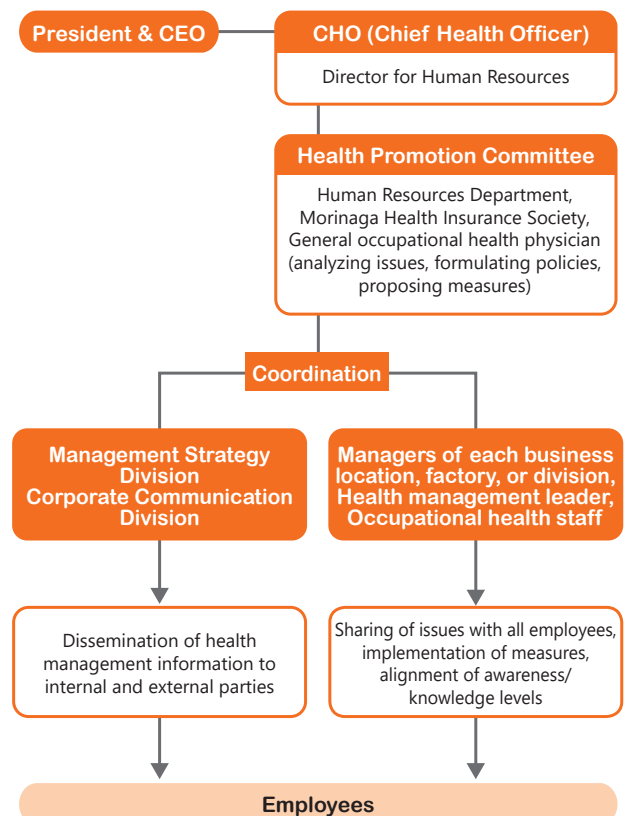 President & CEO
CHO (Chief Health Officer)
Director for Human Resources
Health Promotion Committee
Human Resources Department,
Morinaga Health Insurance Society,
General occupational health physician
(analyzing issues, formulating policies,
proposing measures)
Coordination
Management Strategy
Division
Corporate Communication
Division
Managers of each business
location, factory, or division,
Health management leader,
Occupational health staff
Dissemination of health
management information to
internal and external parties
Sharing of issues with all employees,
implementation of measures,
alignment of awareness/
knowledge levels
Employees